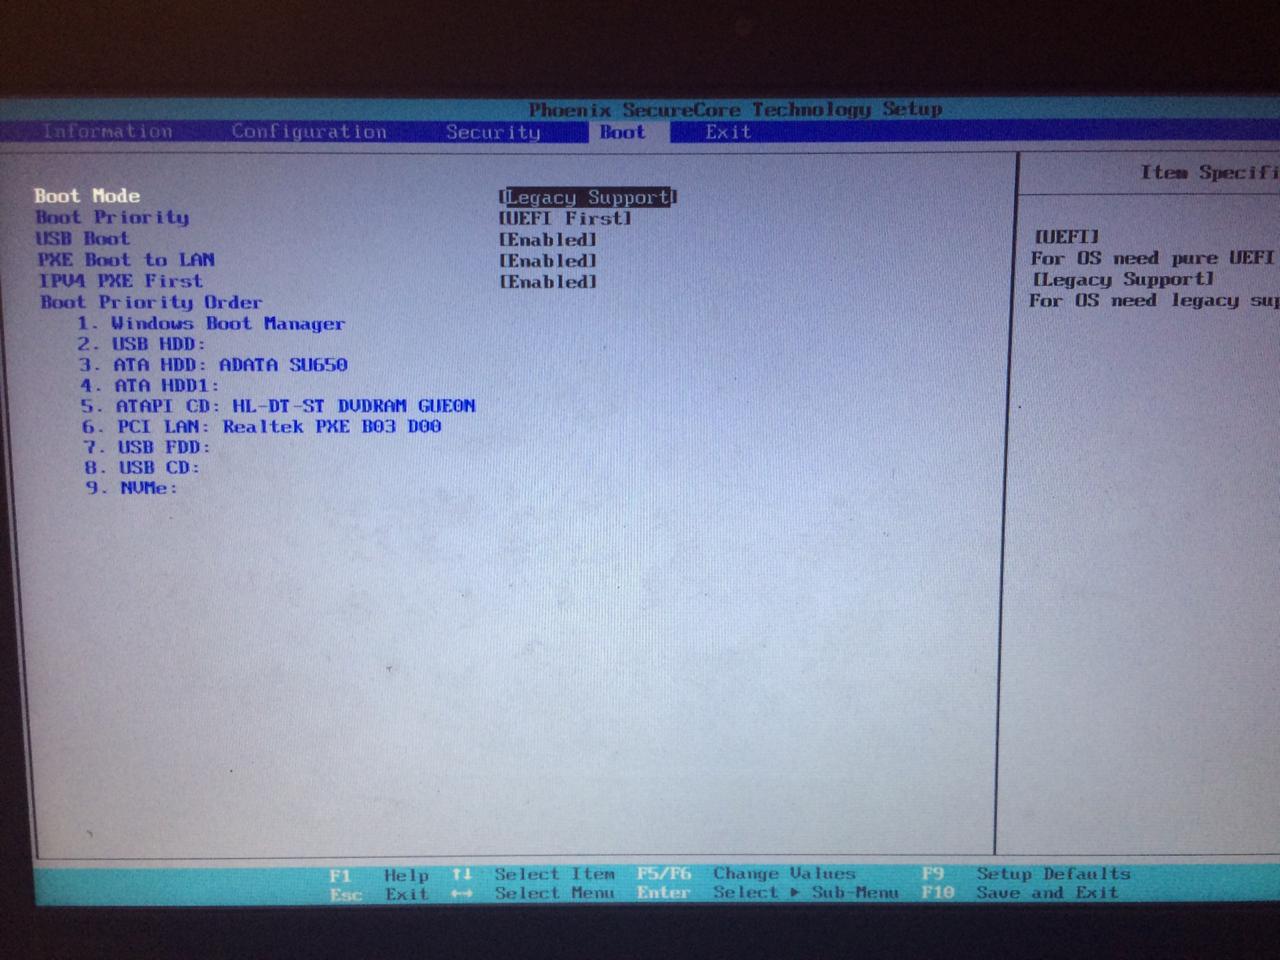 Phoenix SecureCore Technology Setup
Information Configuration Security Boot Exit
Item Specifi
Boot Mode [Legacy Support]
Boot Priority [UEFI First]
USB Boot [Enabled]
PXE Boot to LAN [Enabled]
IPV4 PXE First [Enabled]
Boot Priority Order
1. Windows Boot Manager
2. USB HDD:
3. ATA HDD: ADATA SU650
4. ATA HDD1:
5. ATAPI CD: HL-DT-ST DVDRAM GUE0N
6. PCI LAN: Realtek PXE B03 D00
7. USB FDD:
8. USB CD:
9. NVMe:
[UEFI]
For OS need pure UEFI
[Legacy Support]
For OS need legacy sup
F1 Help ↑↓ Select Item F5/F6 Change Values F9 Setup Defaults
Esc Exit ↔ Select Menu Enter Select ▶ Sub-Menu F10 Save and Exit